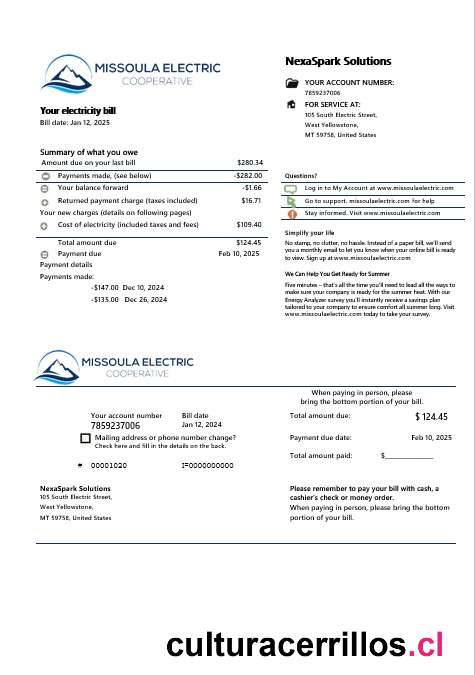 MISSOULA ELECTRIC
COOPERATIVE
NexaSpark Solutions
YOUR ACCOUNT NUMBER:
7859237006
FOR SERVICE AT:
105 South Electric Street,
West Yellowstone,
MT 59758, United States
Your electricity bill
Bill date: Jan 12, 2025
Summary of what you owe
Amount due on your last bill $280.34
Payments made, (see below) -$282.00
Your balance forward -$1.66
Returned payment charge (taxes included) $16.71
Your new charges (details on following pages)
Cost of electricity (included taxes and fees) $109.40
Total amount due $124.45
Payment due Feb 10, 2025
Payment details
Payments made:
-$147.00 Dec 10, 2024
-$135.00 Dec 26, 2024
Questions?
Log in to My Account at www.missoulaelectric.com
Go to support. missoulaelectric.com for help
Stay informed. Visit www.missoulaelectric.com
Simplify your life
No stamp, no clutter, no hassle. Instead of a paper bill, we'll send
you a monthly email to let you know when your online bill is ready
to view. Sign up at www.missoulaelectric.com
We Can Help You Get Ready for Summer
Five minutes – that's all the time you'll need to lead all the ways to
make sure your company is ready for the summer heat. With our
Energy Analyzer survey you'll instantly receive a savings plan
tailored to your company to ensure comfort all summer long. Visit
www.missoulaelectric.com today to take your survey.
MISSOULA ELECTRIC
COOPERATIVE
When paying in person, please
bring the bottom portion of your bill.
Your account number Bill date
7859237006 Jan 12, 2024
Total amount due: $ 124.45
Mailing address or phone number change?
Check here and fill in the details on the back.
Payment due date: Feb 10, 2025
Total amount paid: $____________
# 00001020 I=0000000000
NexaSpark Solutions
105 South Electric Street,
West Yellowstone,
MT 59758, United States
Please remember to pay your bill with cash, a
cashier's check or money order.
When paying in person, please bring the bottom
portion of your bill.
culturacerrillos.cl